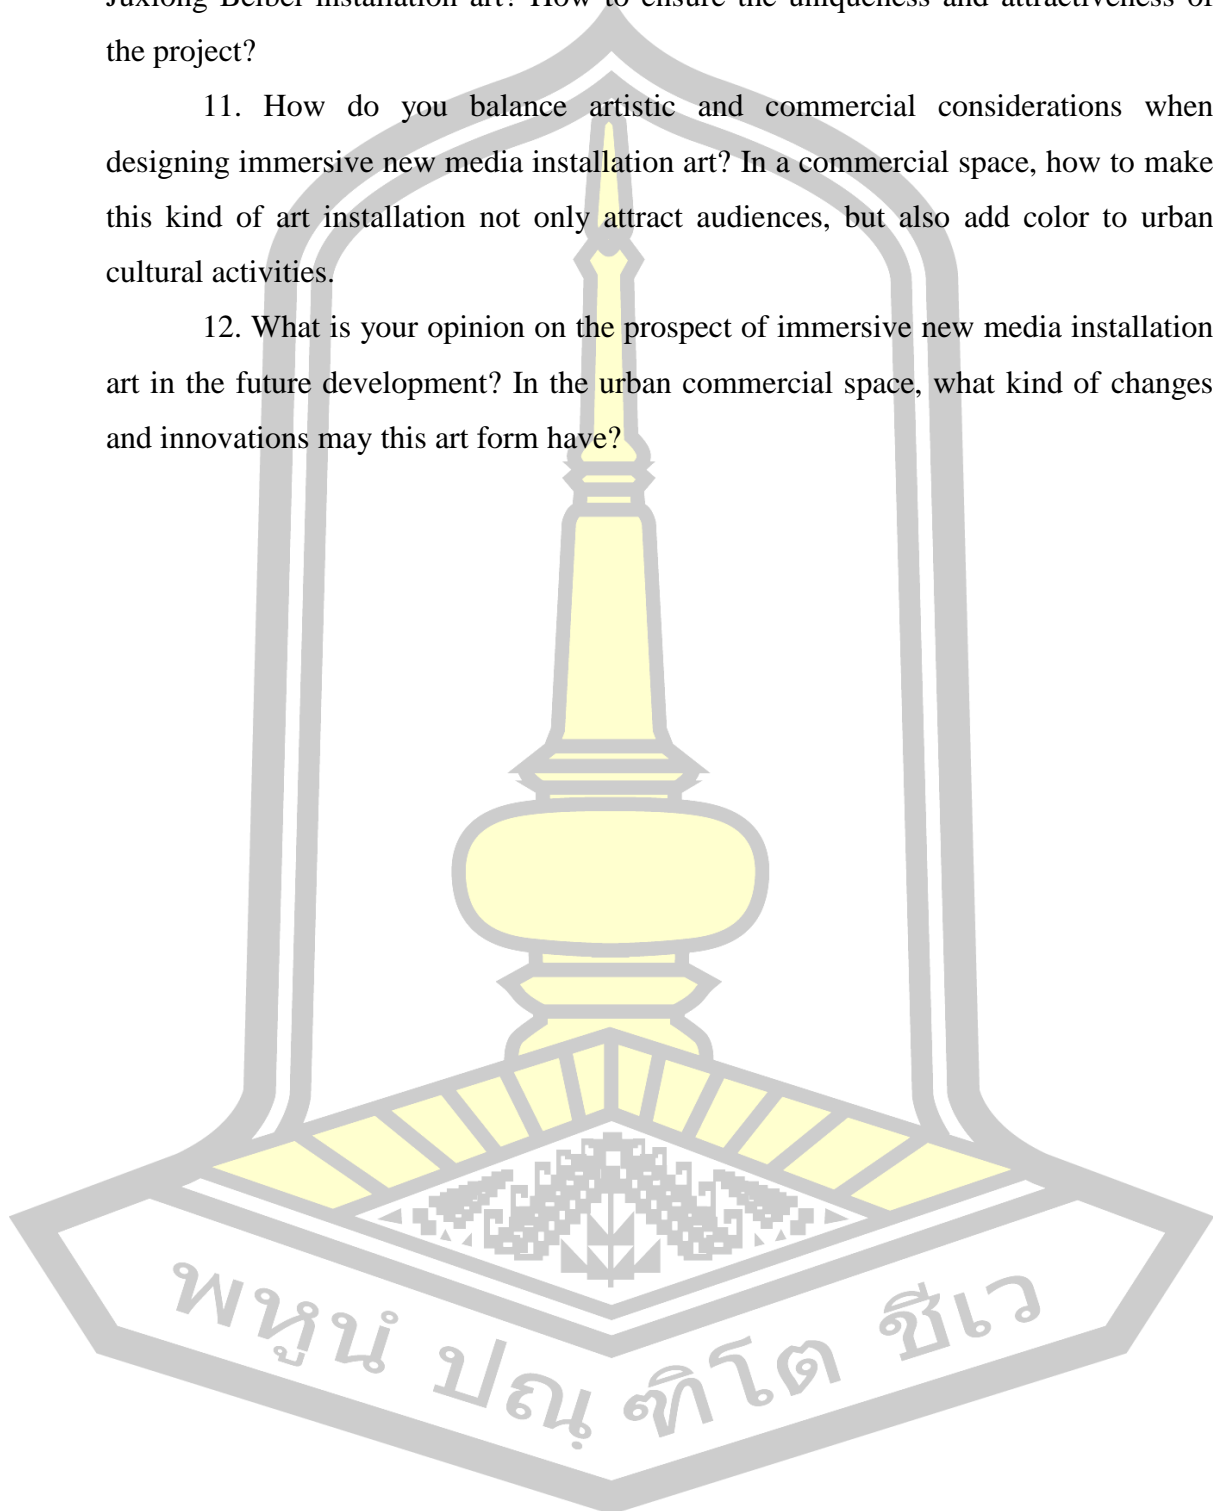 Juxiong Beibei installation art? How to ensure the uniqueness and attractiveness of
the project?
11. How do you balance artistic and commercial considerations when
designing immersive new media installation art? In a commercial space, how to make
this kind of art installation not only attract audiences, but also add color to urban
cultural activities.
12. What is your opinion on the prospect of immersive new media installation
art in the future development? In the urban commercial space, what kind of changes
and innovations may this art form have?
พหูนํ ปณฺฑิโต ชีเว